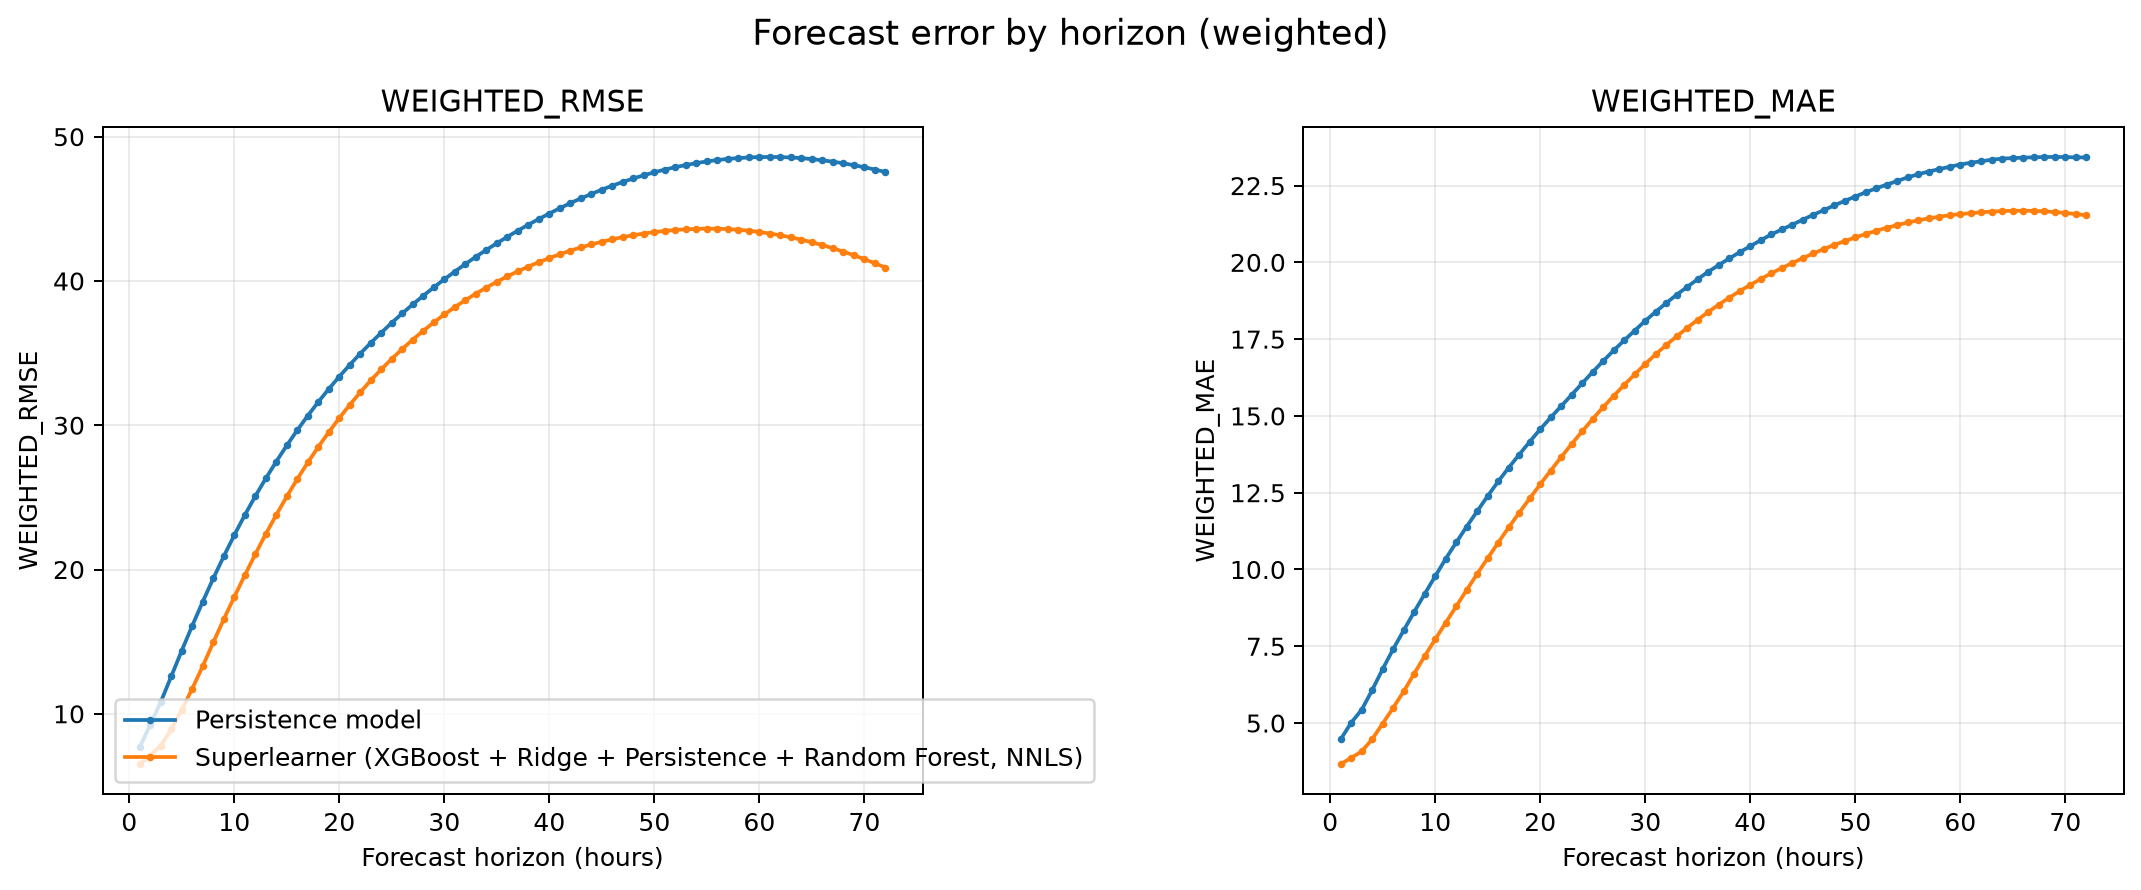 Forecast error by horizon (weighted)
WEIGHTED_RMSE
50
40
30
20
10
WEIGHTED_RMSE
Persistence model
Superlearner (XGBoost + Ridge + Persistence + Random Forest, NNLS)
0 10 20 30 40 50 60 70
Forecast horizon (hours)
WEIGHTED_MAE
22.5
20.0
17.5
15.0
12.5
10.0
7.5
5.0
WEIGHTED_MAE
0 10 20 30 40 50 60 70
Forecast horizon (hours)